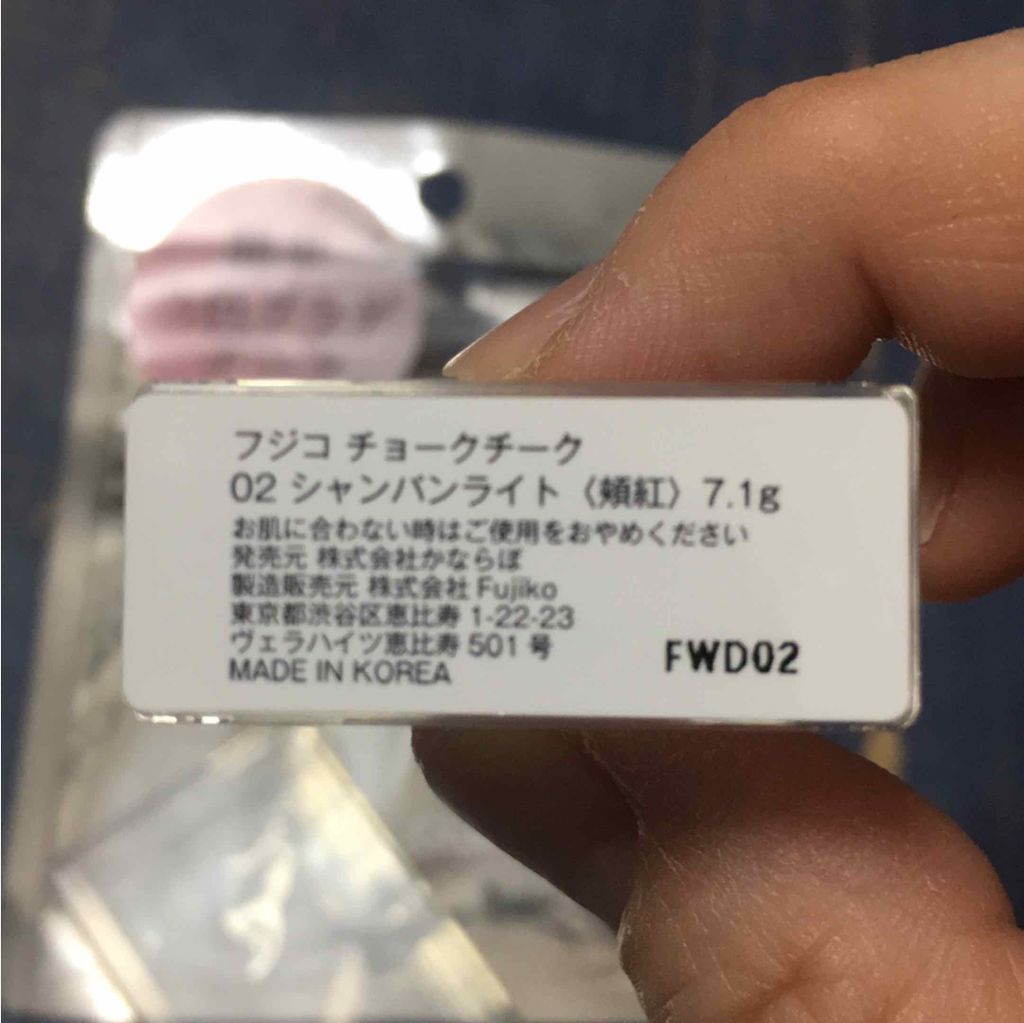 フジコ チョークチーク
02 シャンパンライト〈頬紅〉7.1g
お肌に合わない時はご使用をおやめください
発売元 株式会社かならぼ
製造販売元 株式会社 Fujiko
東京都渋谷区恵比寿 1-22-23
ヴェラハイツ恵比寿 501 号
MADE IN KOREA
FWD02